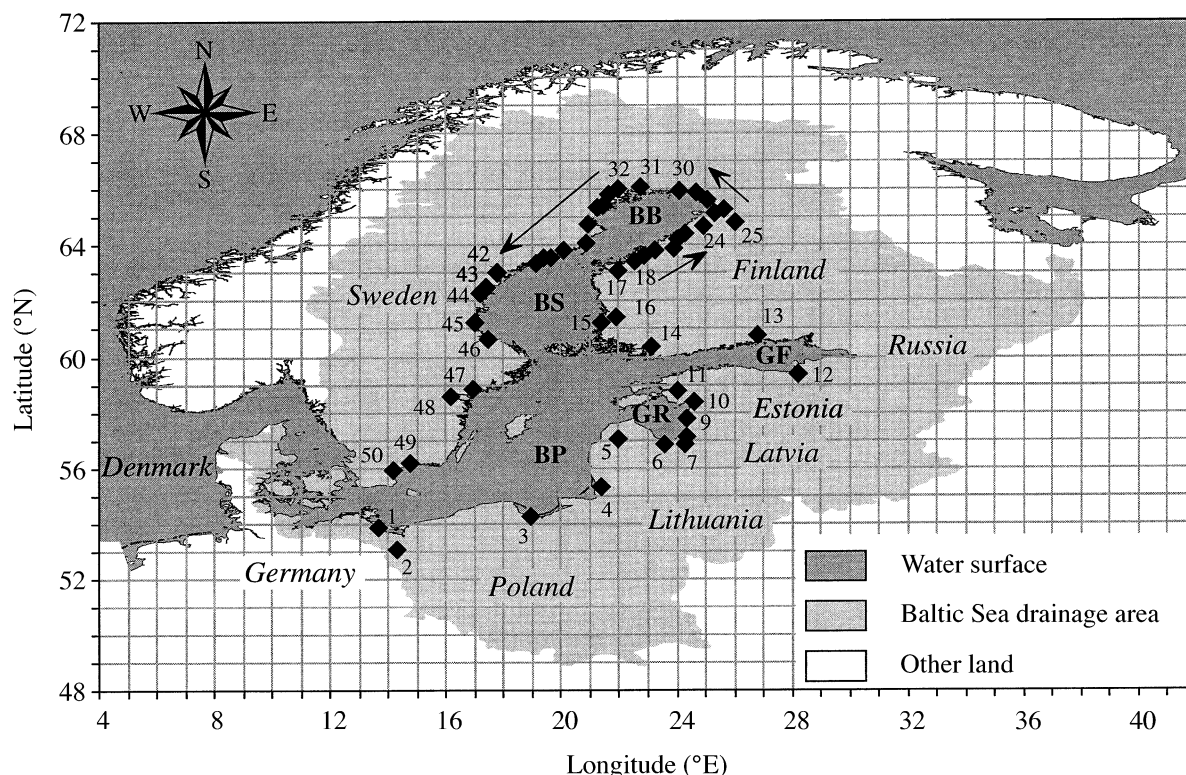 72
68
64
60
56
52
48
Latitude (°N)
N
W
E
S
32
31
30
BB
24
25
42
43
44
Sweden
45
46
BS
17
18
Finland
15
16
14
13
GF
12
Russia
47
48
11
10
GR
9
Estonia
50
49
BP
5
6
7
Latvia
Denmark
4
Lithuania
1
3
2
Germany
Poland
Water surface
Baltic Sea drainage area
Other land
4
8
12
16
20
24
28
32
36
40
Longitude (°E)